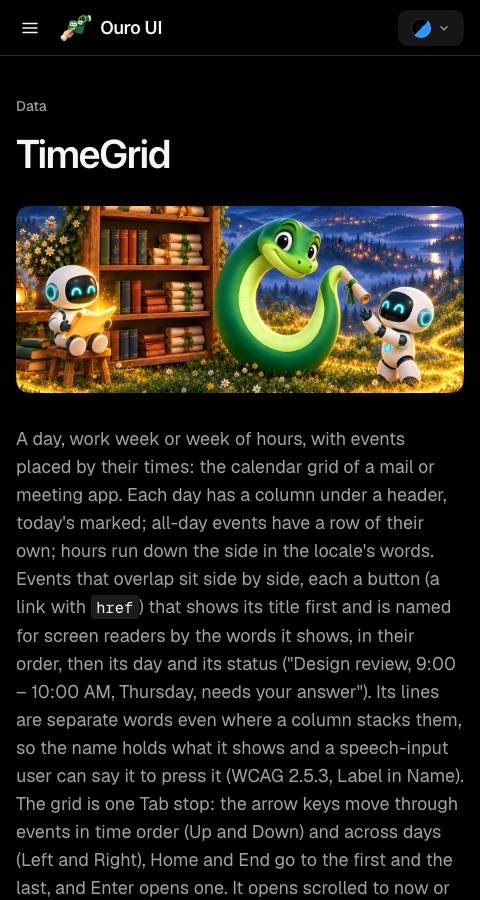 Ouro UI
Data
TimeGrid
A day, work week or week of hours, with events
placed by their times: the calendar grid of a mail or
meeting app. Each day has a column under a header,
today's marked; all-day events have a row of their
own; hours run down the side in the locale's words.
Events that overlap sit side by side, each a button (a
link with href) that shows its title first and is named
for screen readers by the words it shows, in their
order, then its day and its status ("Design review, 9:00
– 10:00 AM, Thursday, needs your answer"). Its lines
are separate words even where a column stacks them,
so the name holds what it shows and a speech-input
user can say it to press it (WCAG 2.5.3, Label in Name).
The grid is one Tab stop: the arrow keys move through
events in time order (Up and Down) and across days
(Left and Right), Home and End go to the first and the
last, and Enter opens one. It opens scrolled to now or